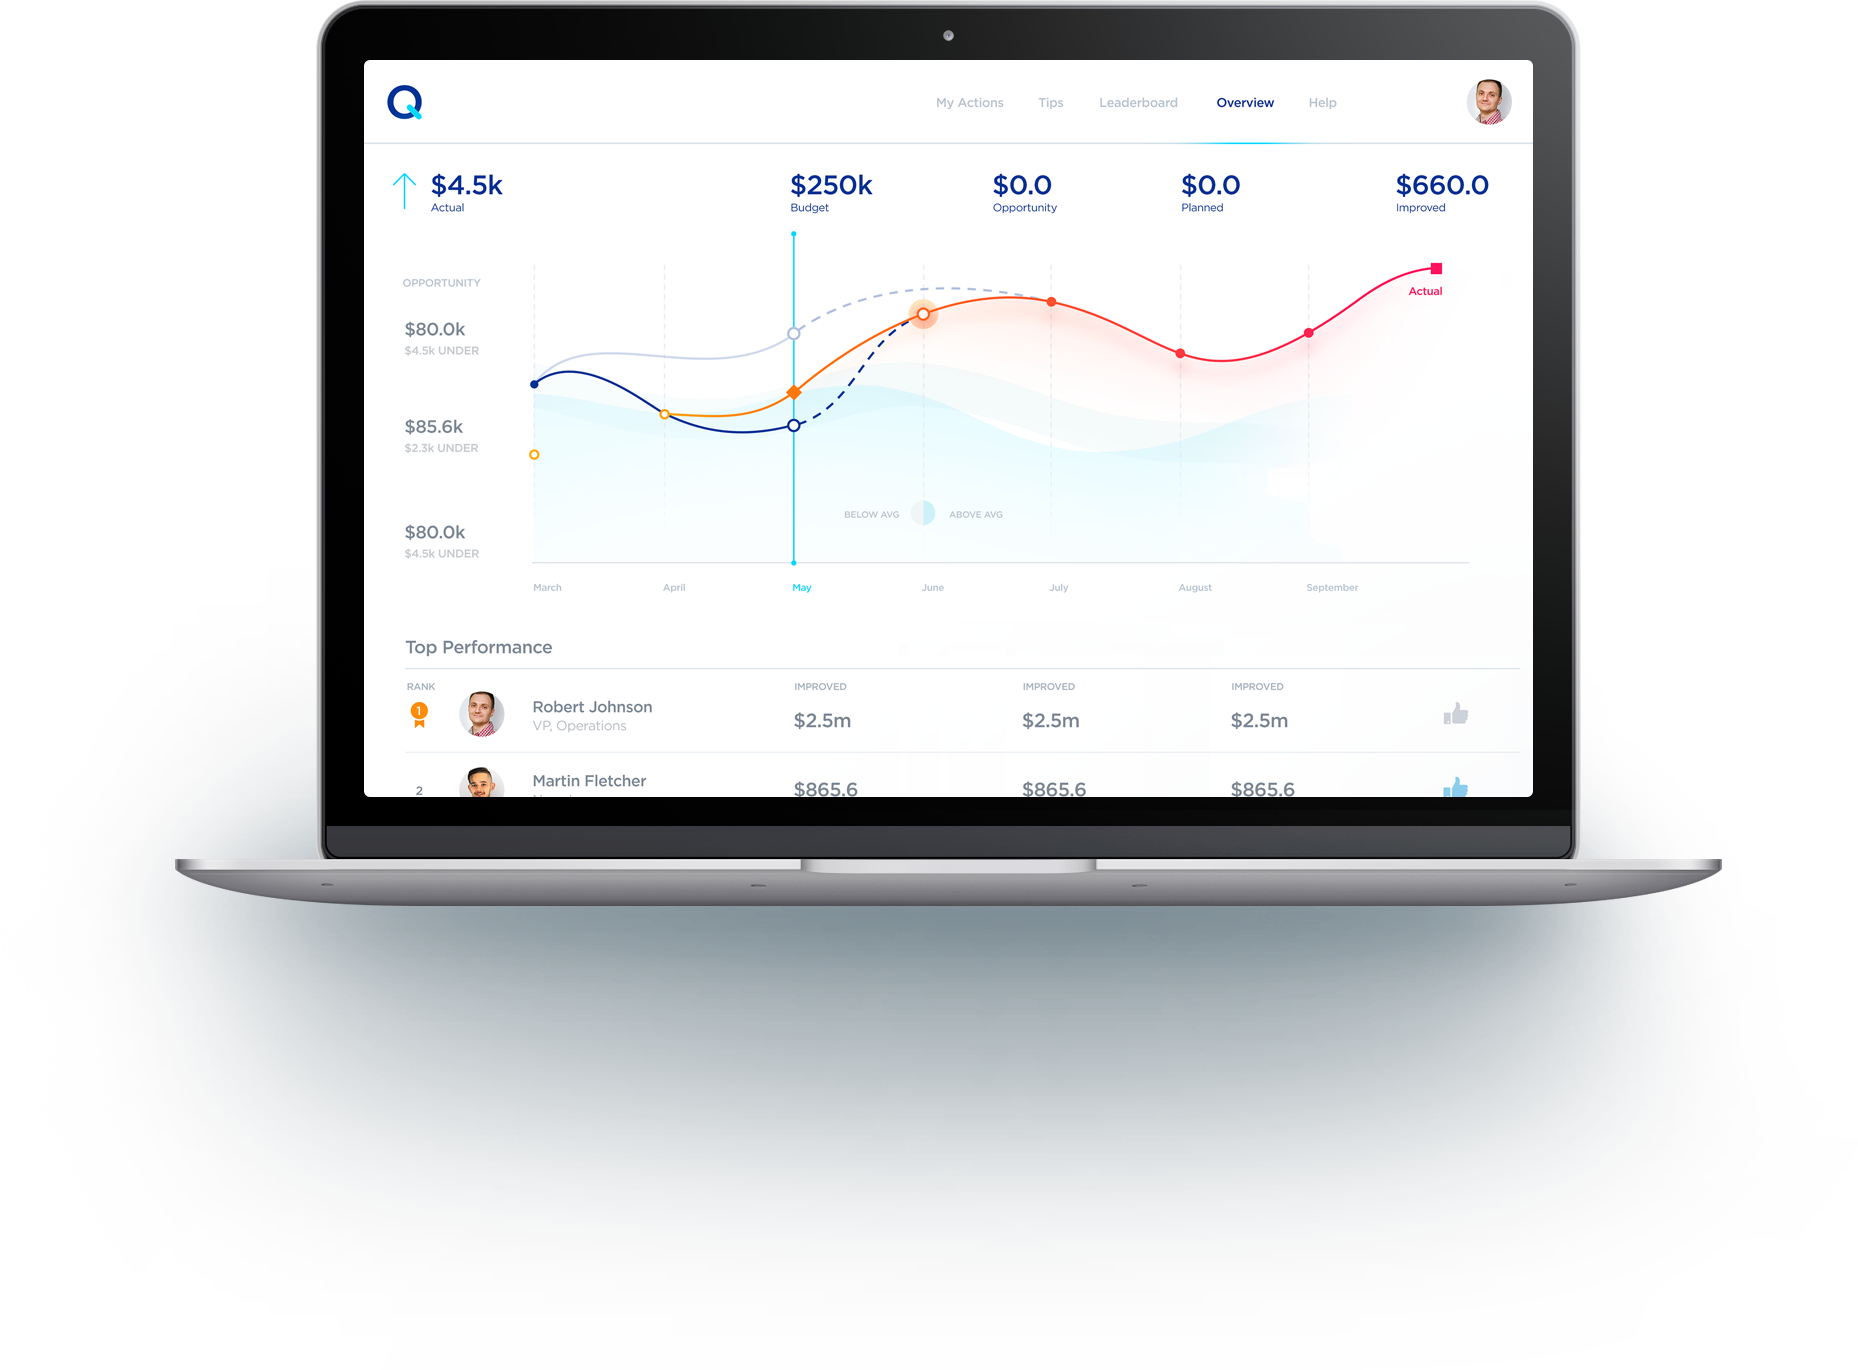 Q
My Actions Tips Leaderboard Overview Help
$4.5k $250k $0.0 $0.0 $660.0
Actual Budget Opportunity Planned Improved
OPPORTUNITY
Actual
$80.0k
$4.5k UNDER
$85.6k
$2.3k UNDER
BELOW AVG ABOVE AVG
$80.0k
$4.5k UNDER
March April May June July August September
Top Performance
RANK IMPROVED IMPROVED IMPROVED
1
Robert Johnson
VP, Operations
$2.5m $2.5m $2.5m
Martin Fletcher
2 $865.6 $865.6 $865.6